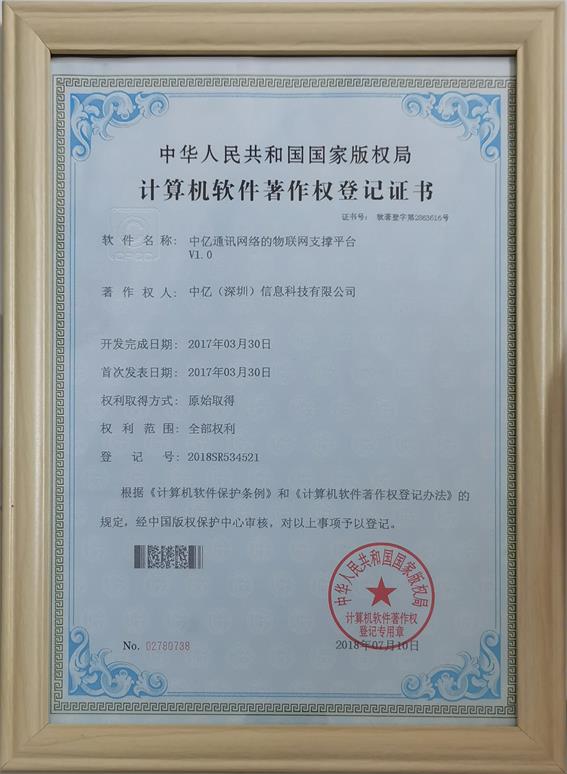 中华人民共和国国家版权局
计算机软件著作权登记证书
证书号： 软著登字第2863616号
软件名称： 中亿通讯网络的物联网支撑平台
V1.0
著作权人： 中亿（深圳）信息科技有限公司
开发完成日期： 2017年03月30日
首次发表日期： 2017年03月30日
权利取得方式： 原始取得
权利范围： 全部权利
登记号： 2018SR534521
根据《计算机软件保护条例》和《计算机软件著作权登记办法》的
规定，经中国版权保护中心审核，对以上事项予以登记。
中华人民共和国国家版权局
计算机软件著作权
登记专用章
No. 02780738
2018年07月10日